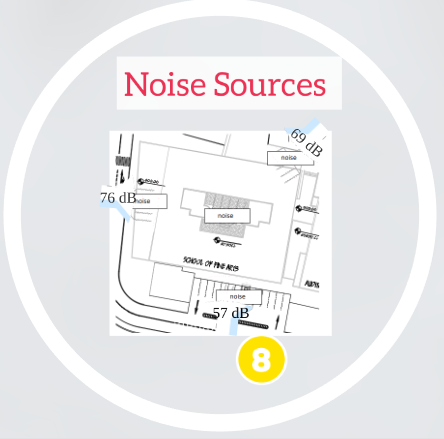 Noise Sources
69 dB
noise
76 dB
noise
noise
SCHOOL OF FINE ARTS
noise
57 dB
8